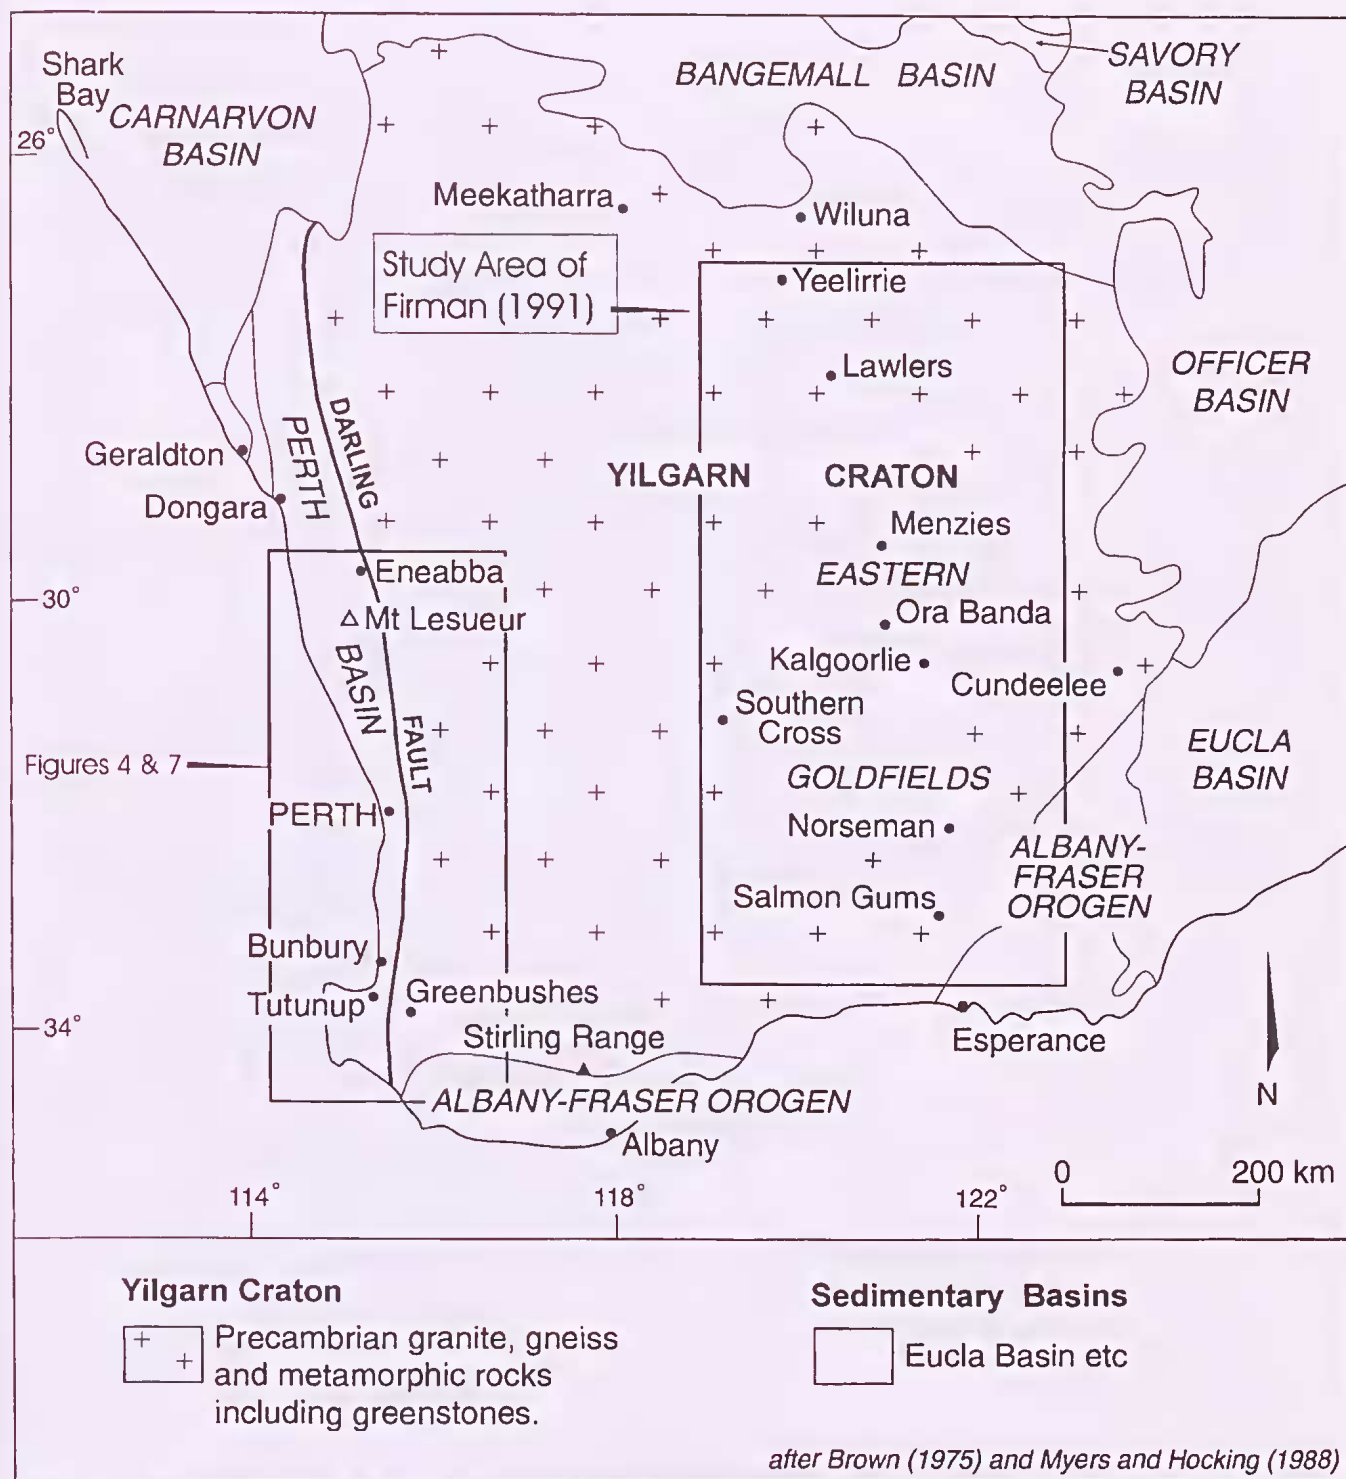 Shark
Bay
CARNARVON
BASIN
BANGEMALL BASIN
SAVORY
BASIN
26°
Meekatharra
Wiluna
Study Area of
Firman (1991)
Yeelirrie
Lawlers
OFFICER
BASIN
DARLING
PERTH
Geraldton
Dongara
YILGARN CRATON
Menzies
EASTERN
Eneabba
30°
Mt Lesueur
Ora Banda
BASIN
Kalgoorlie
Cundeelee
Southern
Cross
FAULT
EUCLA
BASIN
Figures 4 & 7
GOLDFIELDS
PERTH
Norseman
ALBANY-
FRASER
OROGEN
Salmon Gums
Bunbury
Tutunup
Greenbushes
34°
Stirling Range
Esperance
ALBANY-FRASER OROGEN
N
Albany
0 200 km
114° 118° 122°
Yilgarn Craton
Precambrian granite, gneiss
and metamorphic rocks
including greenstones.
Sedimentary Basins
Eucla Basin etc
after Brown (1975) and Myers and Hocking (1988)